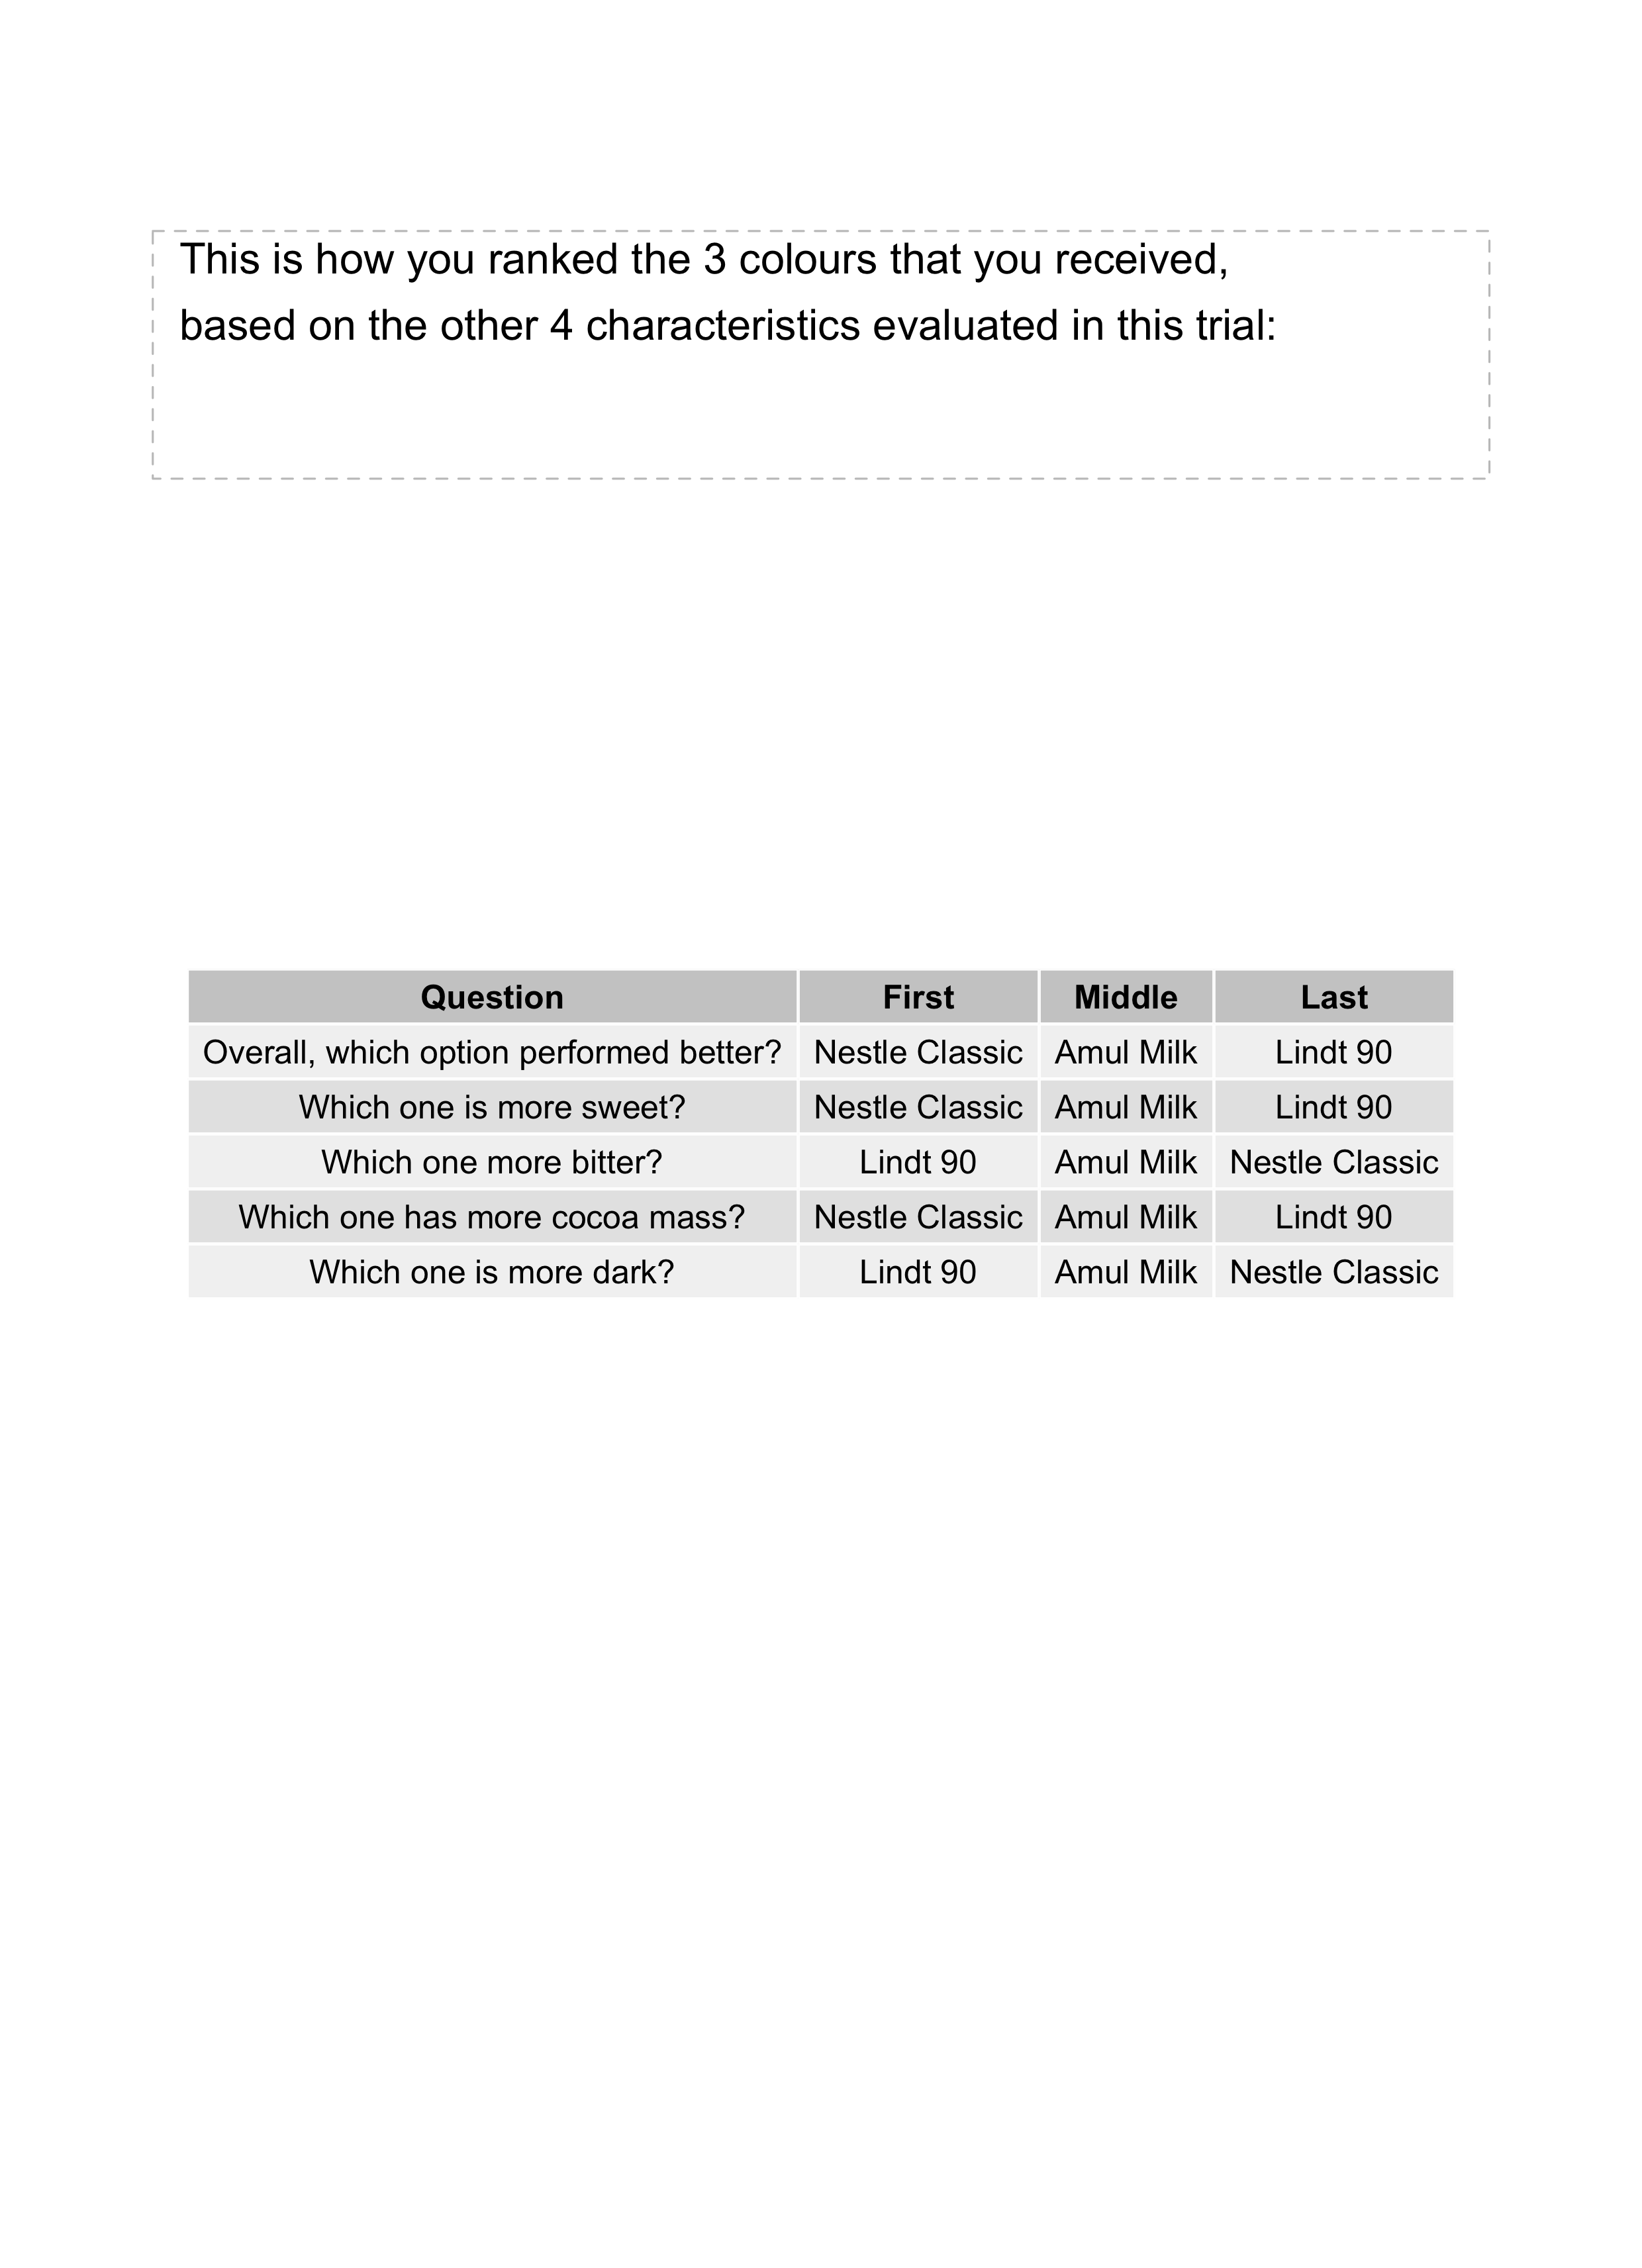 This is how you ranked the 3 colours that you received,
based on the other 4 characteristics evaluated in this trial:
Question First Middle Last
Overall, which option performed better? Nestle Classic Amul Milk Lindt 90
Which one is more sweet? Nestle Classic Amul Milk Lindt 90
Which one more bitter? Lindt 90 Amul Milk Nestle Classic
Which one has more cocoa mass? Nestle Classic Amul Milk Lindt 90
Which one is more dark? Lindt 90 Amul Milk Nestle Classic